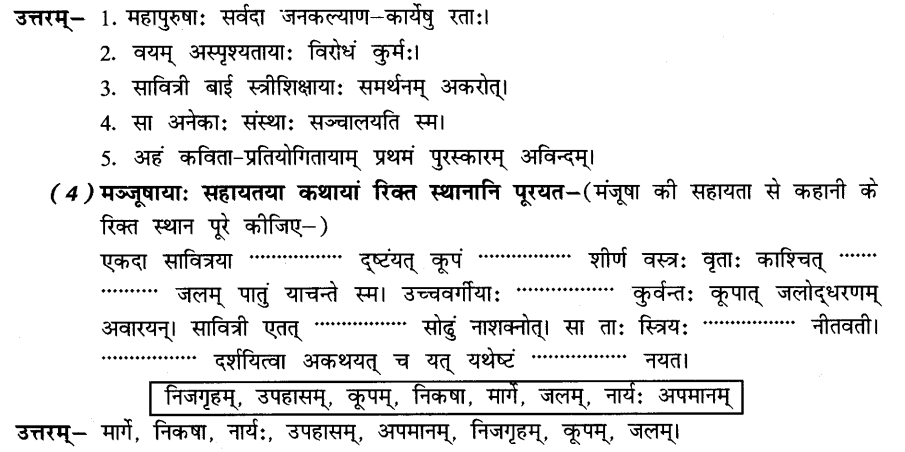 उत्तरम्– 1. महापुरुषाः सर्वदा जनकल्याण–कार्येषु रताः।
2. वयम् अस्पृश्यतायाः विरोधं कुर्मः।
3. सावित्री बाई स्त्रीशिक्षायाः समर्थनम् अकरोत्।
4. सा अनेकाः संस्थाः सञ्चालयति स्म।
5. अहं कविता-प्रतियोगितायाम् प्रथमं पुरस्कारम् अविन्दम्।
(4) मञ्जूषायाः सहायतया कथायां रिक्त स्थानानि पूरयत–(मंजूषा की सहायता से कहानी के
रिक्त स्थान पूरे कीजिए–)
एकदा सावित्रया ................. दृष्टंयत् कूपं ................. शीर्ण वस्त्रः वृताः काश्चित् .......
.......... जलम् पातुं याचन्ते स्म। उच्चवर्गीयाः ................. कुर्वन्तः कूपात् जलोद्धरणम्
अवारयन्। सावित्री एतत् ................. सोढुं नाशक्नोत्। सा ताः स्त्रियः ................. नीतवती।
................. दर्शयित्वा अकथयत् च यत् यथेष्टं ................. नयत।
निजगृहम्, उपहासम्, कूपम्, निकषा, मार्गे, जलम्, नार्यः अपमानम्
उत्तरम्– मार्गे, निकषा, नार्यः, उपहासम्, अपमानम्, निजगृहम्, कूपम्, जलम्।